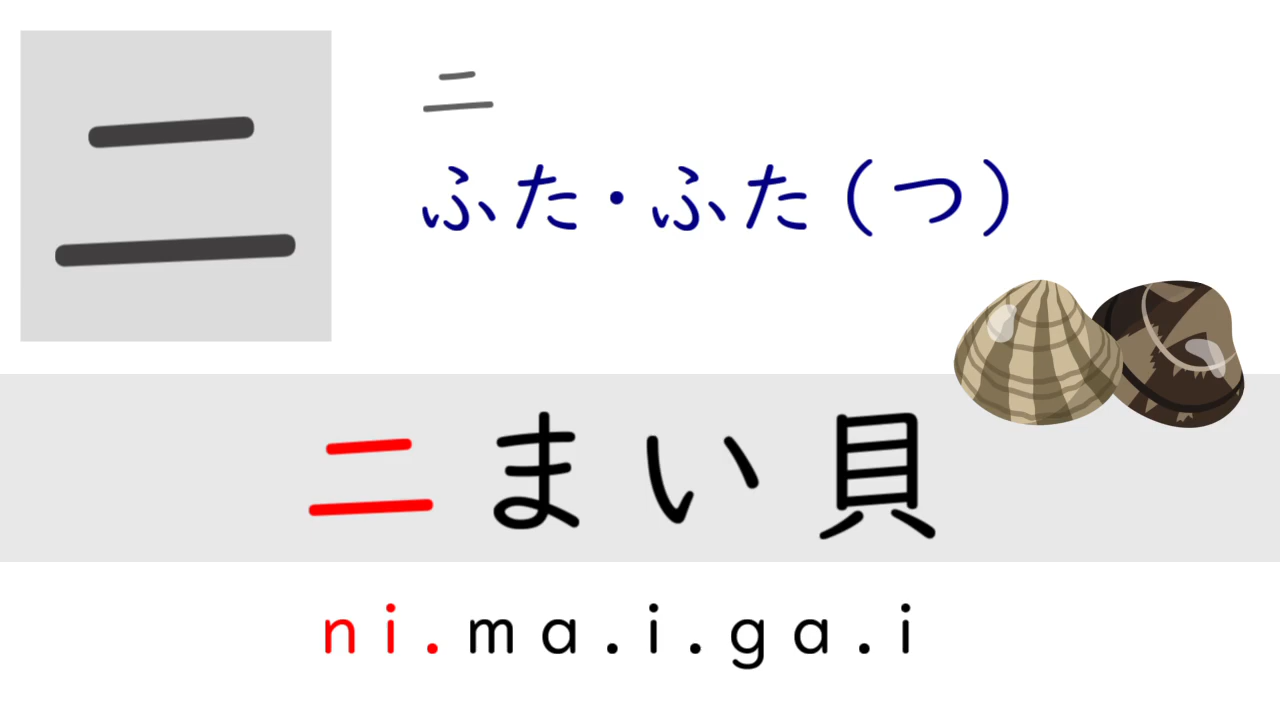 二
ニ
ふた・ふた(つ)
二まい貝
ni.ma.i.ga.i